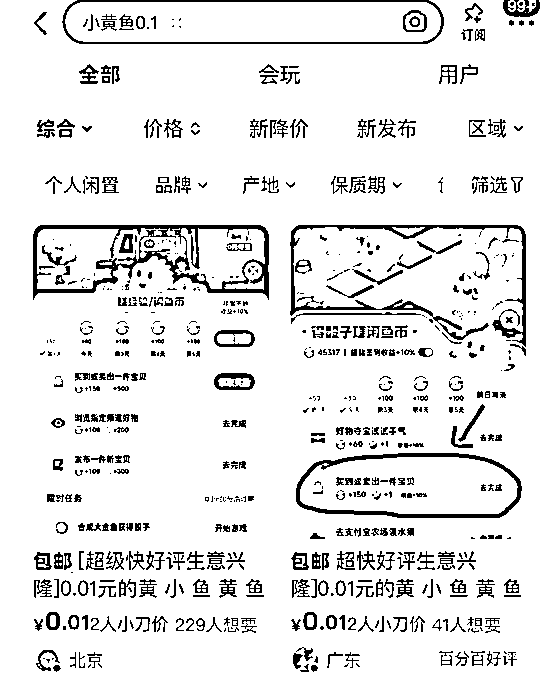 小黄鱼0.1
订阅
99+
全部 会玩 用户
综合 价格 新降价 新发布 区域
个人闲置 品牌 产地 保质期 筛选
赚经验/闲鱼币
买到或卖出一件宝贝
+150 +500
浏览指定频道好物
+100 +200
去完成
发布一件新宝贝
+100 +300
去完成
限时任务
合成大金鱼获得骰子
开始游戏
包邮 [超级快好评生意兴
隆]0.01元的黄 小 鱼 黄 鱼
¥0.01 2人小刀价 229人想要
北京
·骰子赚闲鱼币·
45317
+10%
好物夺宝试试手气
+60 +1
去完成
买到或卖出一件宝贝
+150 +1
去完成
去支付宝农场领水果
包邮 超快好评生意兴
隆]0.01元的黄 小 鱼 黄 鱼
¥0.01 2人小刀价 41人想要
广东 百分百好评